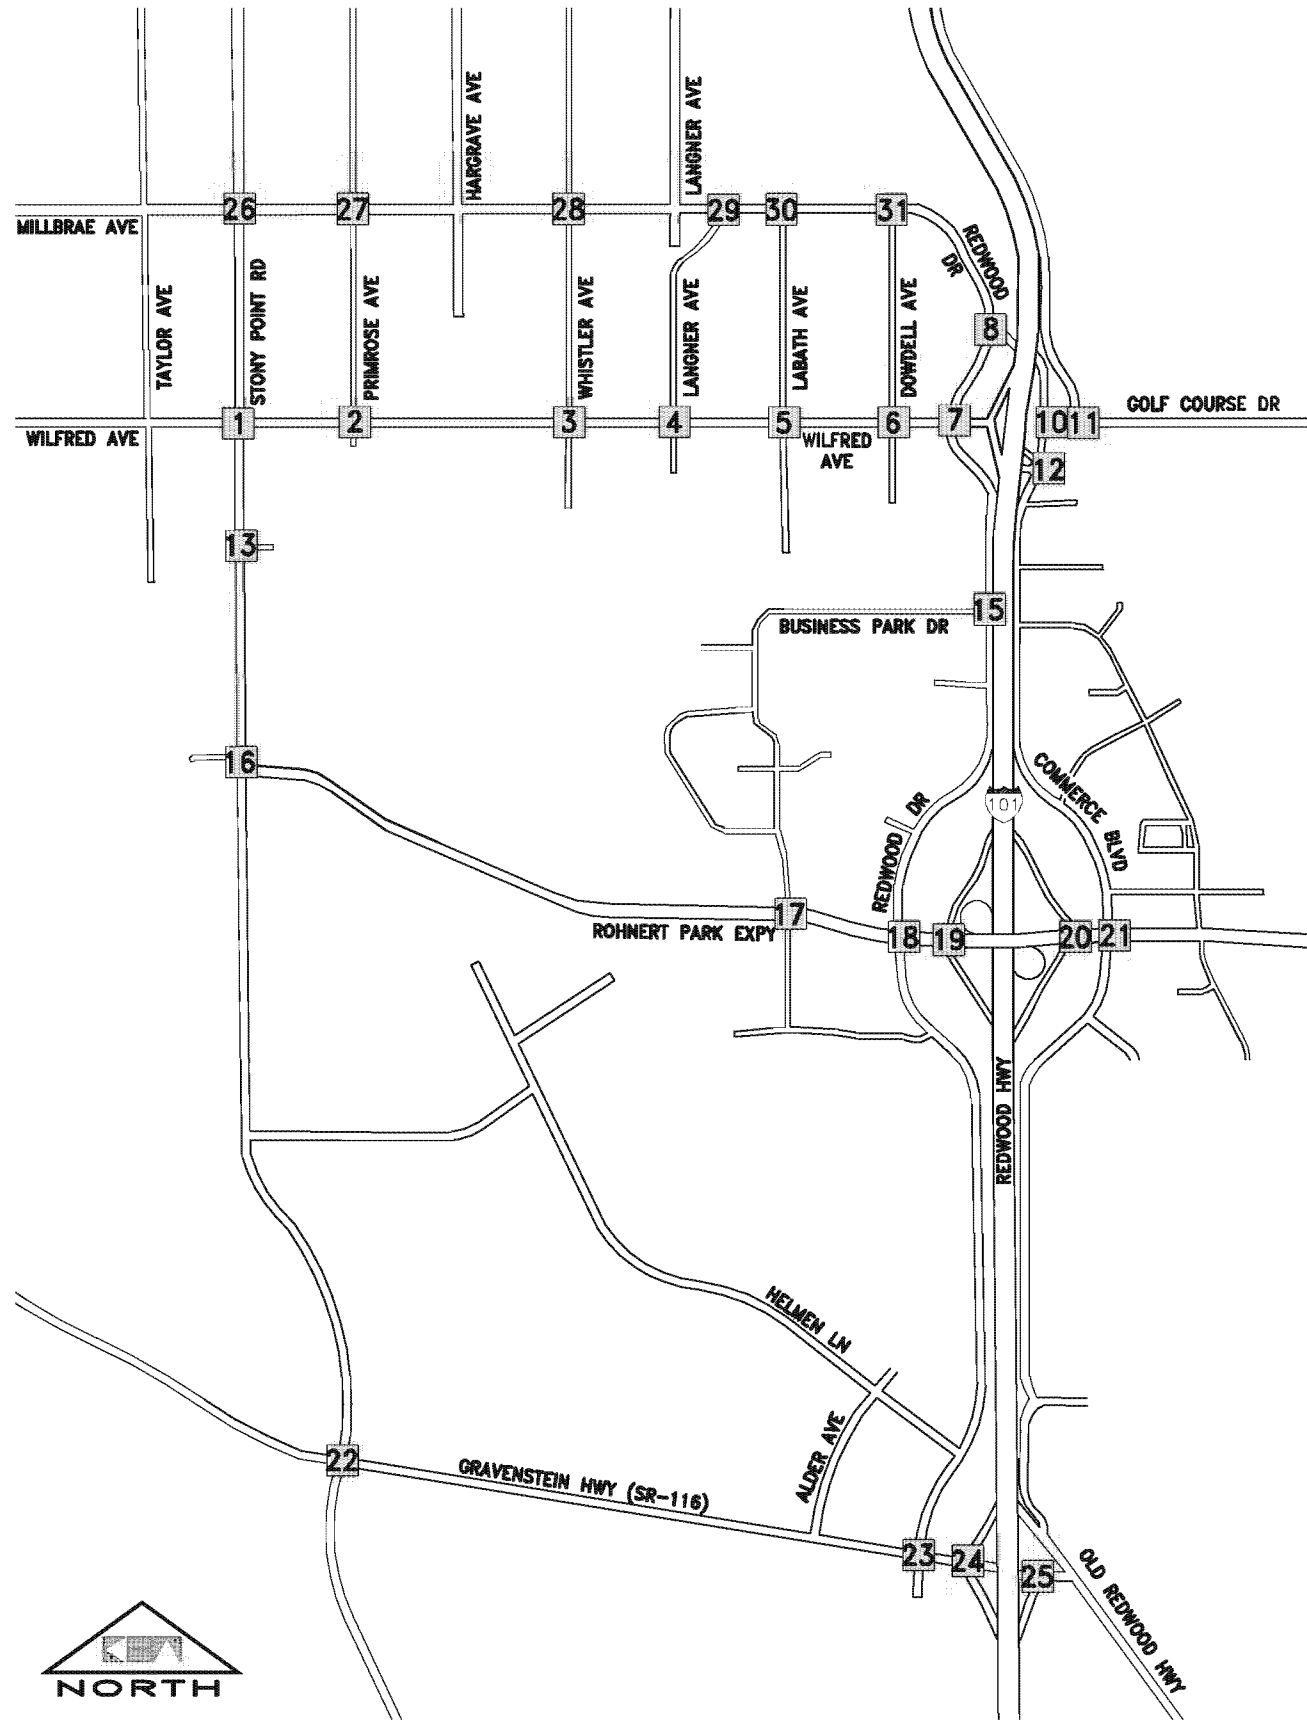 HARGRAVE AVE
LANGNER AVE
26
27
28
29
30
31
MILLBRAE AVE
REDWOOD
DR
TAYLOR AVE
STONY POINT RD
PRIMROSE AVE
WHISTLER AVE
LANGNER AVE
LABATH AVE
DOWDELL AVE
8
1
2
3
4
5
6
7
10
11
GOLF COURSE DR
WILFRED AVE
WILFRED
AVE
12
13
15
BUSINESS PARK DR
16
COMMERCE BLVD
101
REDWOOD DR
17
ROHNERT PARK EXPY
18
19
20
21
REDWOOD HWY
HELMEN LN
ALDER AVE
22
GRAVENSTEIN HWY (SR-116)
23
24
25
OLD REDWOOD HWY
NORTH